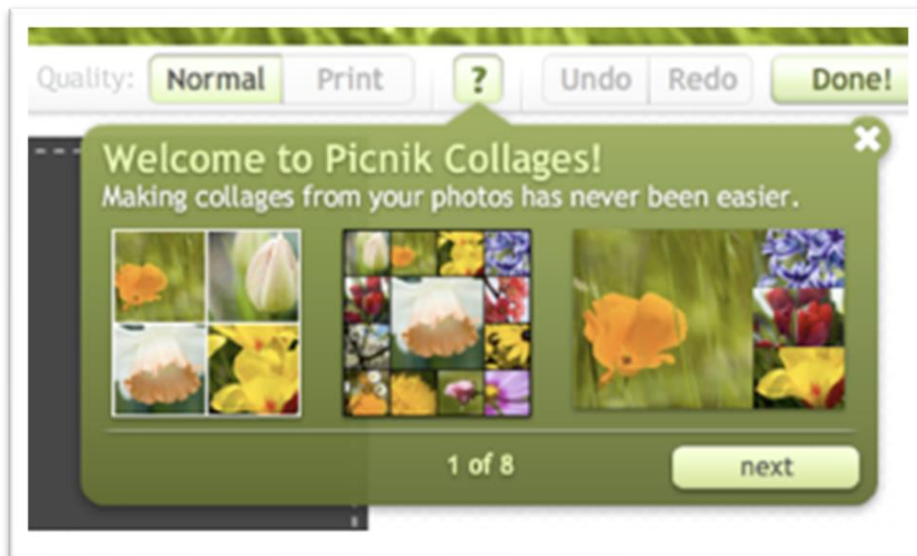 Quality: Normal Print ? Undo Redo Done!
Welcome to Picnik Collages!
Making collages from your photos has never been easier.
1 of 8 next